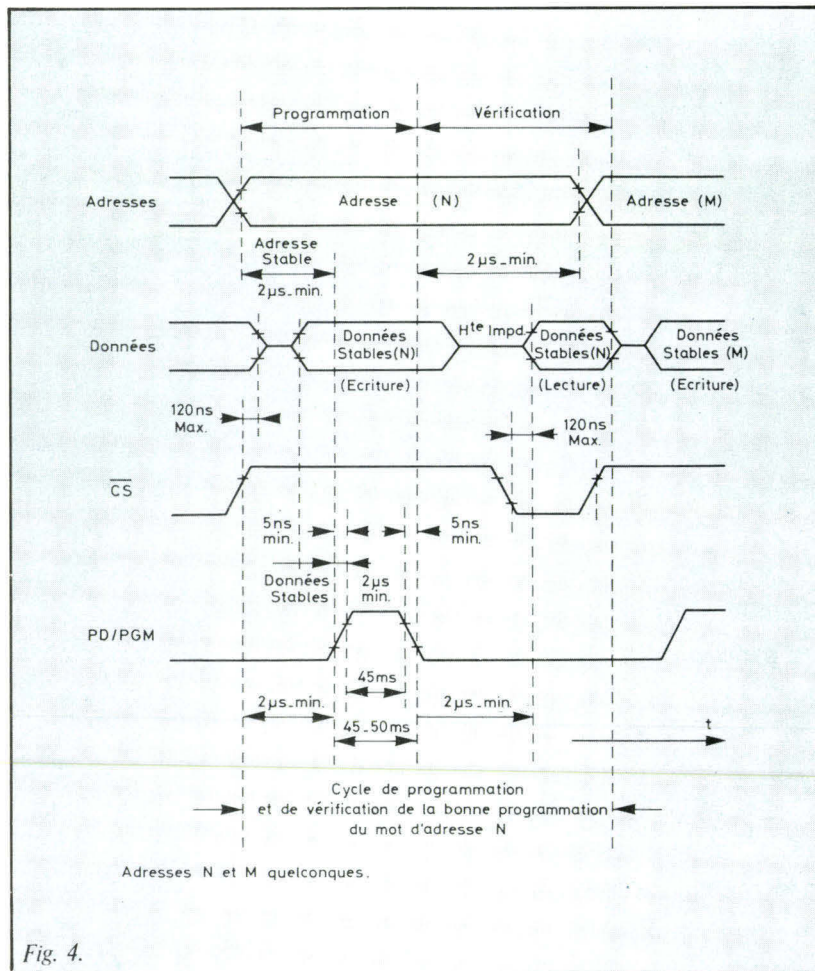 Programmation Vérification
Adresses Adresse (N) Adresse (M)
Adresse
Stable
2µs_min. 2µs_min.
Données Données
Stables(N) Hte Impd. Données
Stables(N) Données
Stables (M)
(Ecriture) (Lecture) (Ecriture)
120ns
Max. 120ns
Max.
CS
5ns
min. 5ns
min.
Données
Stables 2µs
min.
PD/PGM
45ms
2µs_min. 2µs_min. t
45_50ms
Cycle de programmation
et de vérification de la bonne programmation
du mot d'adresse N
Adresses N et M quelconques.
Fig. 4.